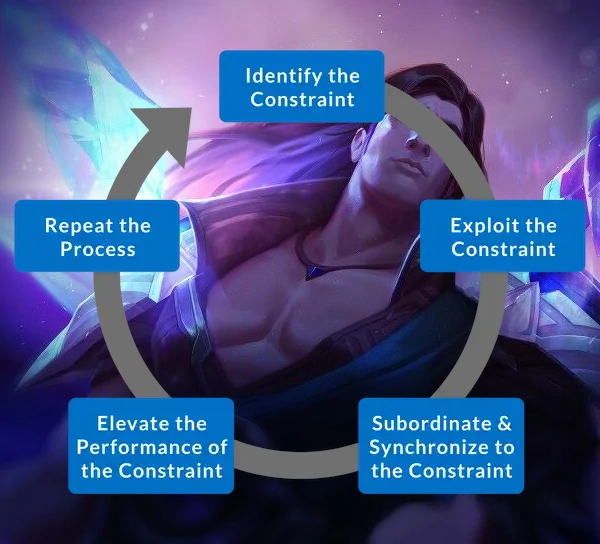 Identify the
Constraint
Exploit the
Constraint
Subordinate &
Synchronize to
the Constraint
Elevate the
Performance of
the Constraint
Repeat the
Process